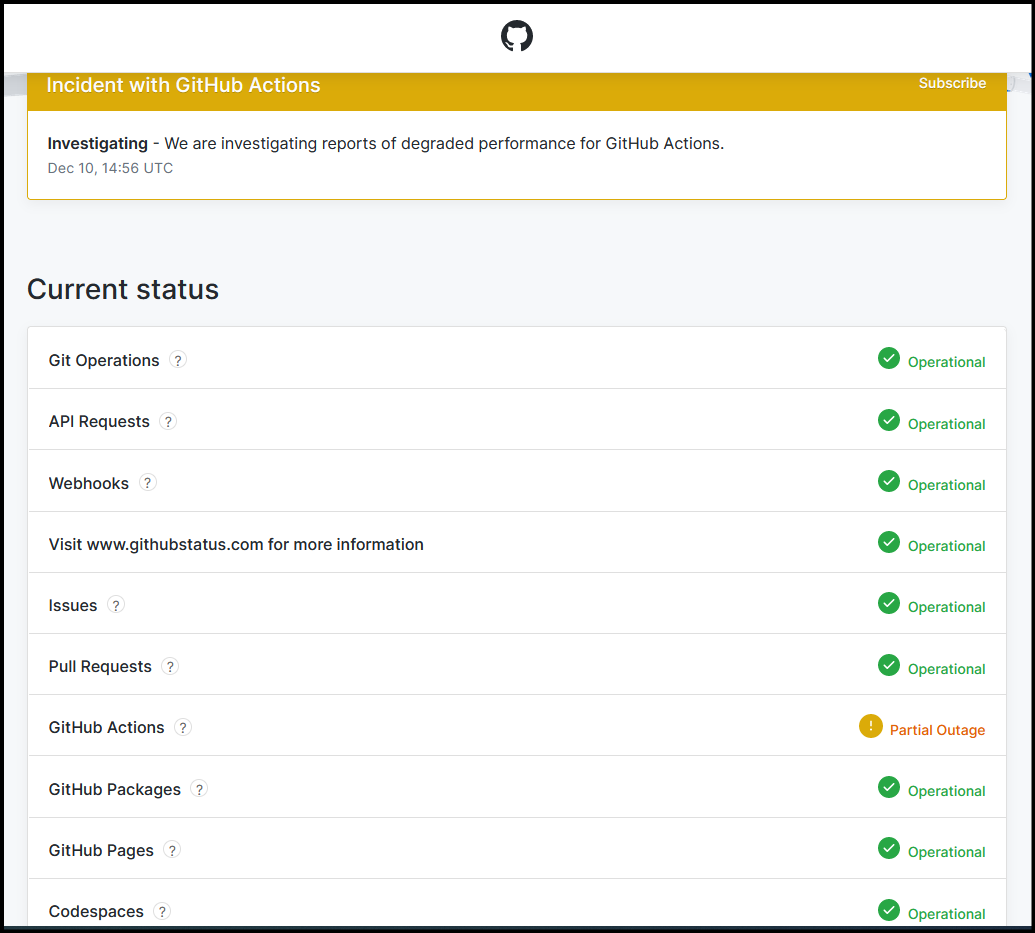 Incident with GitHub Actions
Subscribe
Investigating - We are investigating reports of degraded performance for GitHub Actions.
Dec 10, 14:56 UTC
Current status
Git Operations ? Operational
API Requests ? Operational
Webhooks ? Operational
Visit www.githubstatus.com for more information Operational
Issues ? Operational
Pull Requests ? Operational
GitHub Actions ? ! Partial Outage
GitHub Packages ? Operational
GitHub Pages ? Operational
Codespaces ? Operational